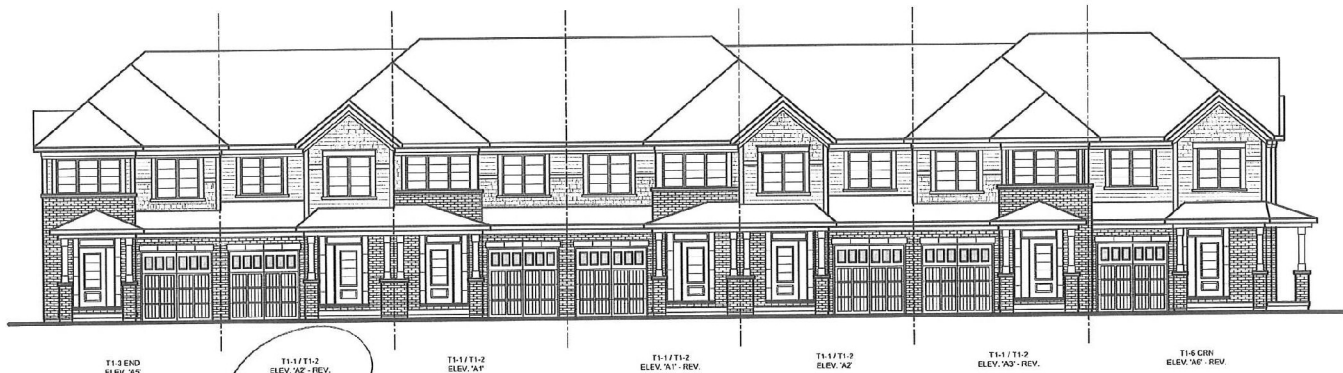 T1-3 END
ELEV. 'A5'
T1-1 / T1-2
ELEV. 'A2' - REV.
T1-1 / T1-2
ELEV. 'A1'
T1-1 / T1-2
ELEV. 'A1' - REV.
T1-1 / T1-2
ELEV. 'A2'
T1-1 / T1-2
ELEV. 'A3' - REV.
T1-6 CRN
ELEV. 'A6' - REV.